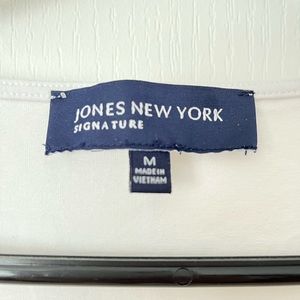 JONES NEW YORK
SIGNATURE
M
MADE IN
VIETNAM